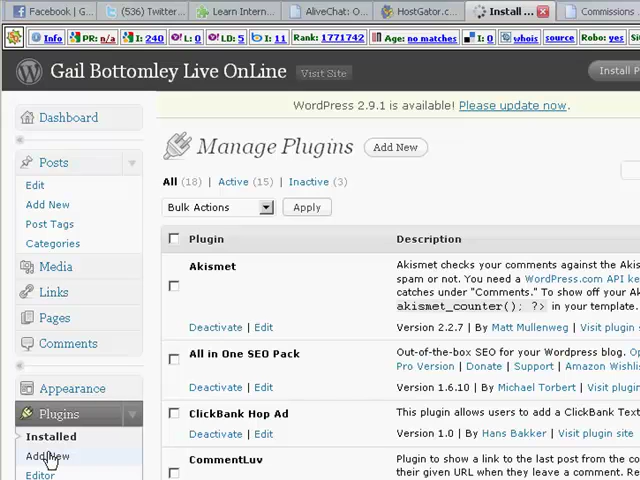 Facebook | G...
(536) Twitter...
Learn Intern...
AliveChat: O...
HostGator.c...
Install ...
Commissions
Info PR: n/a I: 240 L: 0 LD: 5 I: 11 Rank: 1771742 Age: no matches I: 0 whois source Robo: yes Si
Gail Bottomley Live OnLine Visit Site Install P
WordPress 2.9.1 is available! Please update now.
Dashboard
Posts
Edit
Add New
Post Tags
Categories
Media
Links
Pages
Comments
Appearance
Plugins
Installed
Add New
Editor
Manage Plugins Add New
All (18) | Active (15) | Inactive (3)
Bulk Actions Apply
Plugin Description
Akismet
Akismet checks your comments against the Ak
spam or not. You need a WordPress.com API ke
catches under "Comments." To show off your Ak
akismet_counter(); ?> in your template.
Deactivate | Edit Version 2.2.7 | By Matt Mullenweg | Visit plugin
All in One SEO Pack Out-of-the-box SEO for your Wordpress blog. Op
Pro Version | Donate | Support | Amazon Wishlis
Deactivate | Edit Version 1.6.10 | By Michael Torbert | Visit plugin
ClickBank Hop Ad This plugin allows users to add a ClickBank Text
Deactivate | Edit Version 1.0 | By Hans Bakker | Visit plugin site
CommentLuv Plugin to show a link to the last post from the co
their given URL when they leave a comment. Re